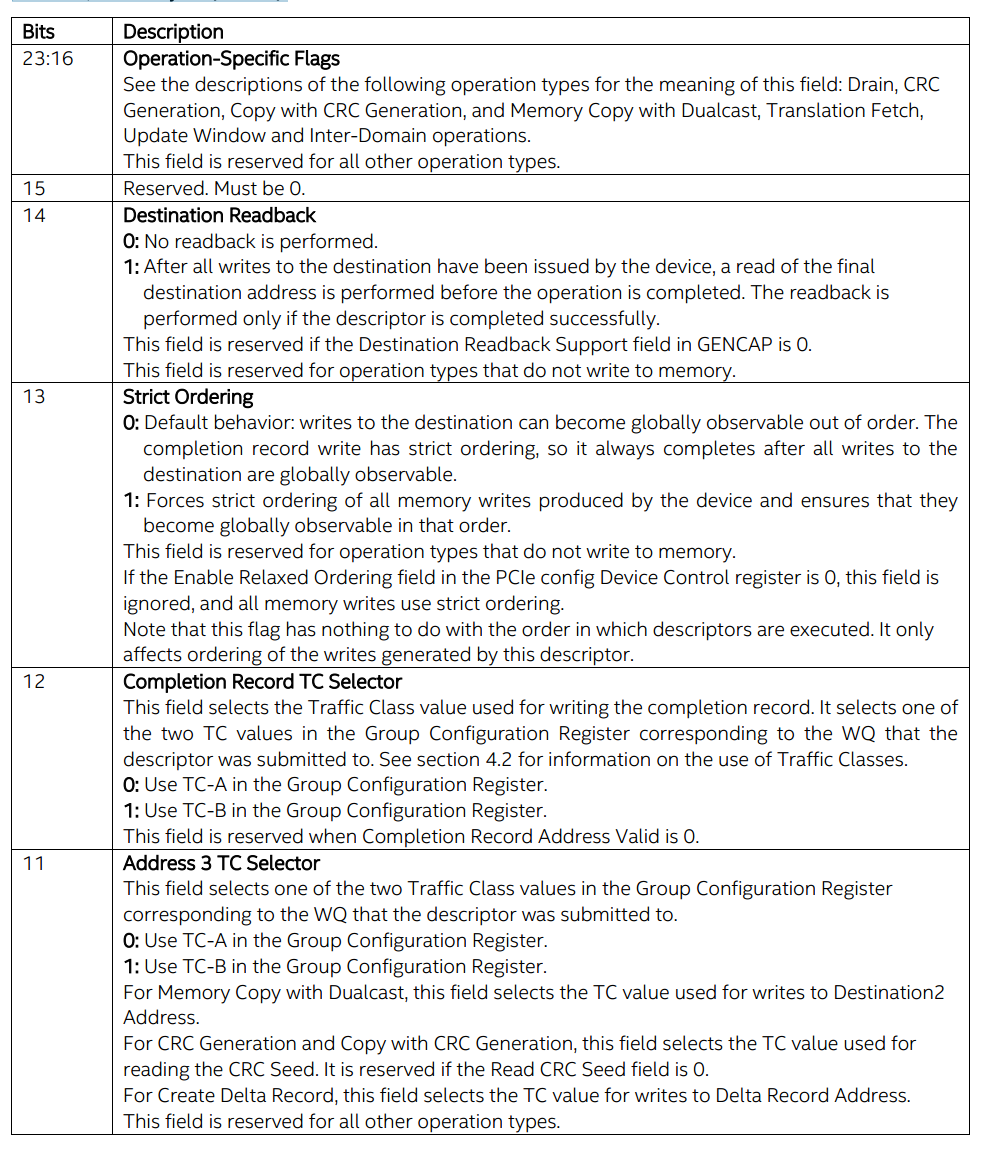 Bits Description
23:16 Operation-Specific Flags
See the descriptions of the following operation types for the meaning of this field: Drain, CRC
Generation, Copy with CRC Generation, and Memory Copy with Dualcast, Translation Fetch,
Update Window and Inter-Domain operations.
This field is reserved for all other operation types.
15 Reserved. Must be 0.
14 Destination Readback
0: No readback is performed.
1: After all writes to the destination have been issued by the device, a read of the final
destination address is performed before the operation is completed. The readback is
performed only if the descriptor is completed successfully.
This field is reserved if the Destination Readback Support field in GENCAP is 0.
This field is reserved for operation types that do not write to memory.
13 Strict Ordering
0: Default behavior: writes to the destination can become globally observable out of order. The
completion record write has strict ordering, so it always completes after all writes to the
destination are globally observable.
1: Forces strict ordering of all memory writes produced by the device and ensures that they
become globally observable in that order.
This field is reserved for operation types that do not write to memory.
If the Enable Relaxed Ordering field in the PCIe config Device Control register is 0, this field is
ignored, and all memory writes use strict ordering.
Note that this flag has nothing to do with the order in which descriptors are executed. It only
affects ordering of the writes generated by this descriptor.
12 Completion Record TC Selector
This field selects the Traffic Class value used for writing the completion record. It selects one of
the two TC values in the Group Configuration Register corresponding to the WQ that the
descriptor was submitted to. See section 4.2 for information on the use of Traffic Classes.
0: Use TC-A in the Group Configuration Register.
1: Use TC-B in the Group Configuration Register.
This field is reserved when Completion Record Address Valid is 0.
11 Address 3 TC Selector
This field selects one of the two Traffic Class values in the Group Configuration Register
corresponding to the WQ that the descriptor was submitted to.
0: Use TC-A in the Group Configuration Register.
1: Use TC-B in the Group Configuration Register.
For Memory Copy with Dualcast, this field selects the TC value used for writes to Destination2
Address.
For CRC Generation and Copy with CRC Generation, this field selects the TC value used for
reading the CRC Seed. It is reserved if the Read CRC Seed field is 0.
For Create Delta Record, this field selects the TC value for writes to Delta Record Address.
This field is reserved for all other operation types.